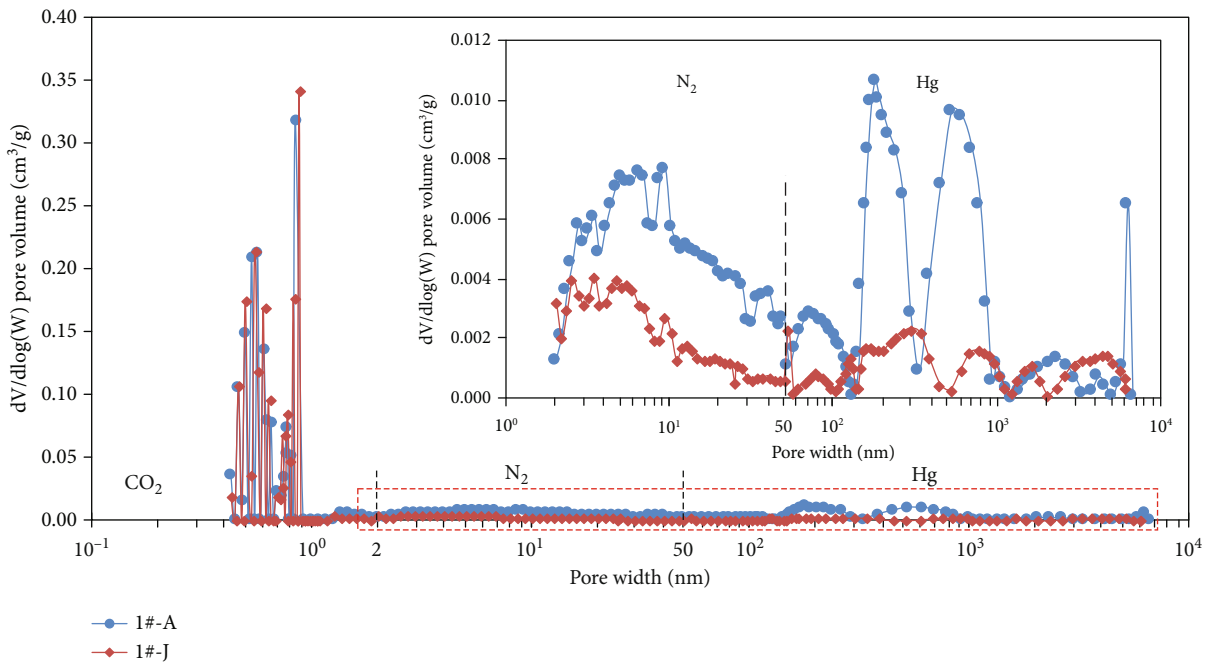 0.40
0.35
0.30
0.25
0.20
0.15
0.10
0.05
0.00
dV/dlog(W) pore volume (cm³/g)
10⁻¹
10⁰
2
10¹
50
10²
10³
10⁴
Pore width (nm)
CO₂
N₂
Hg
0.012
0.010
0.008
0.006
0.004
0.002
0.000
dV/dlog(W) pore volume (cm³/g)
N₂
Hg
10⁰
10¹
50
10²
10³
10⁴
Pore width (nm)
1#-A
1#-J